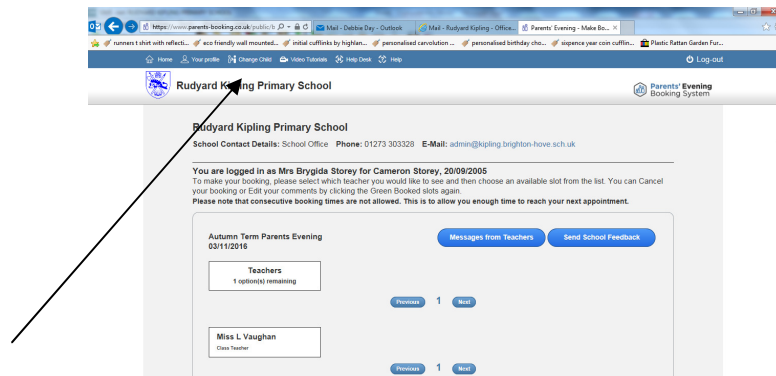 https://www.parents-booking.co.uk/public/b
Mail - Debbie Day - Outlook
Mail - Rudyard Kipling - Office...
Parents' Evening - Make Bo...
runners t shirt with reflecti...
eco friendly wall mounted...
initial cufflinks by highlan...
personalised carvolution ...
personalised birthday cho...
sixpence year coin cufflin...
Plastic Rattan Garden Fur...
Home Your profile Change Child Video Tutorials Help Desk Help Log-out
Rudyard Kipling Primary School
Parents' Evening
Booking System
Rudyard Kipling Primary School
School Contact Details: School Office Phone: 01273 303328 E-Mail: admin@kipling.brighton-hove.sch.uk
You are logged in as Mrs Brygida Storey for Cameron Storey, 20/09/2005
To make your booking, please select which teacher you would like to see and then choose an available slot from the list. You can Cancel
your booking or Edit your comments by clicking the Green Booked slots again.
Please note that consecutive booking times are not allowed. This is to allow you enough time to reach your next appointment.
Autumn Term Parents Evening
03/11/2016
Messages from Teachers
Send School Feedback
Teachers
1 option(s) remaining
Previous 1 Next
Miss L Vaughan
Class Teacher
Previous 1 Next